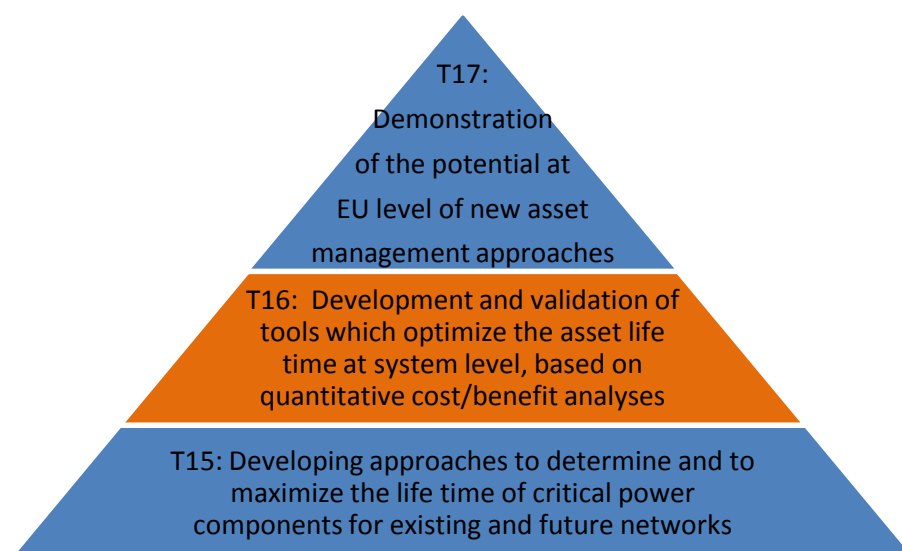 T17:
Demonstration
of the potential at
EU level of new asset
management approaches
T16: Development and validation of
tools which optimize the asset life
time at system level, based on
quantitative cost/benefit analyses
T15: Developing approaches to determine and to
maximize the life time of critical power
components for existing and future networks